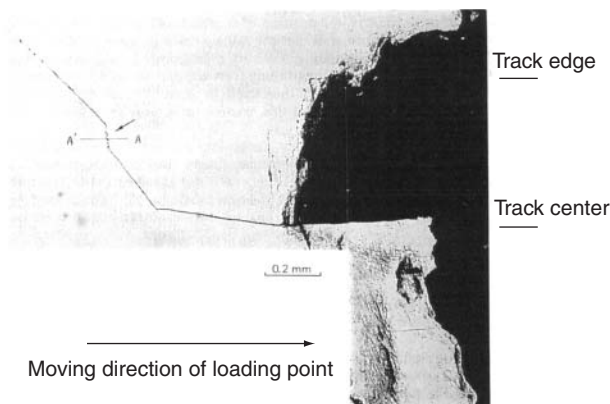 Track edge
A' A
Track center
0.2 mm
Moving direction of loading point